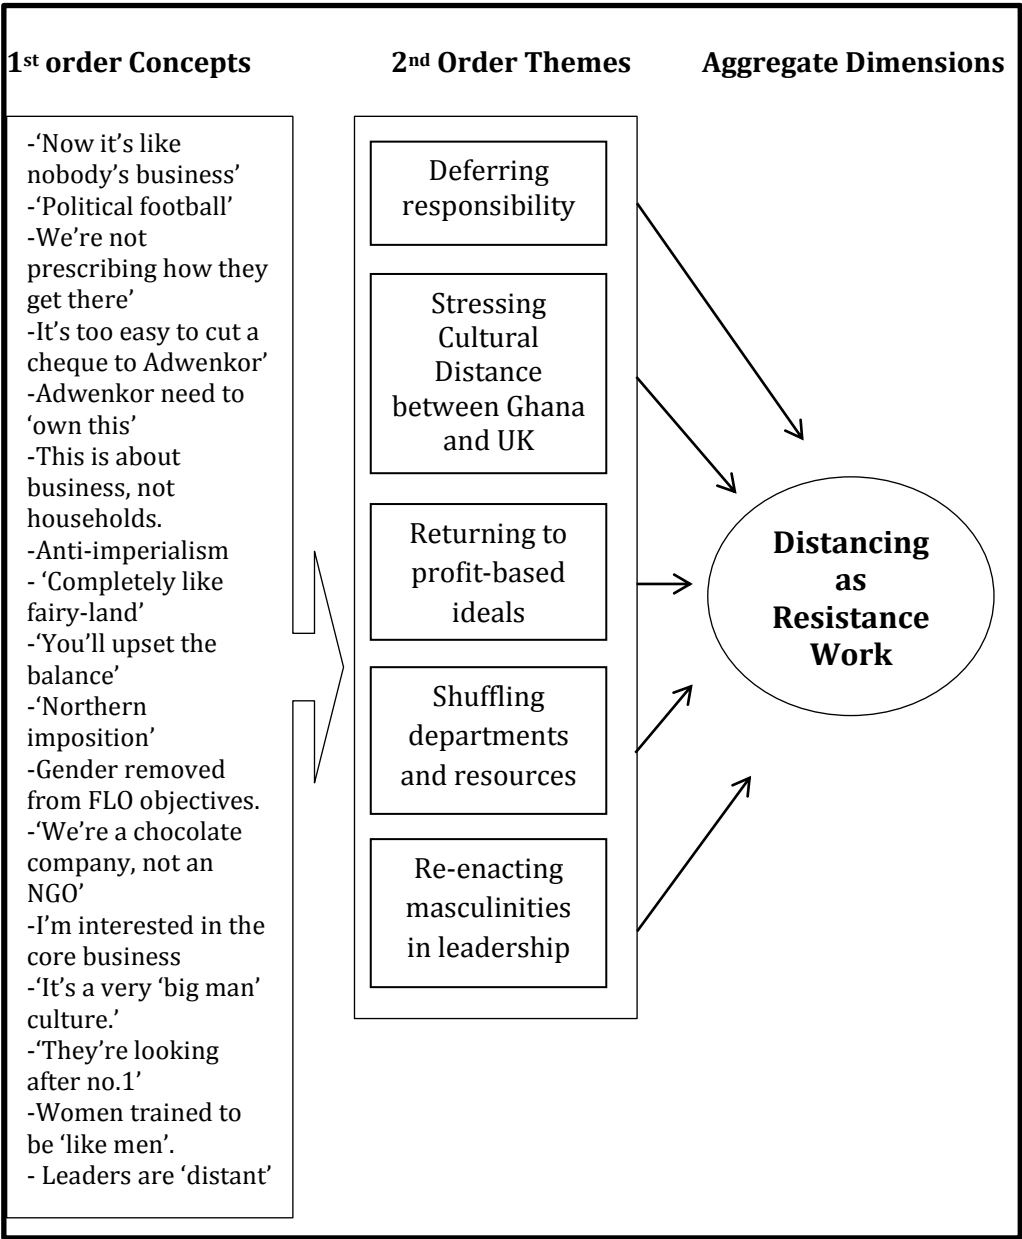 1st order Concepts
2nd Order Themes
Aggregate Dimensions
-‘Now it’s like
nobody’s business’
-‘Political football’
-We’re not
prescribing how they
get there’
-It’s too easy to cut a
cheque to Adwenkor’
-Adwenkor need to
‘own this’
-This is about
business, not
households.
-Anti-imperialism
- ‘Completely like
fairy-land’
-‘You’ll upset the
balance’
-‘Northern
imposition’
-Gender removed
from FLO objectives.
-‘We’re a chocolate
company, not an
NGO’
-I’m interested in the
core business
-‘It’s a very ‘big man’
culture.’
-‘They’re looking
after no.1’
-Women trained to
be ‘like men’.
- Leaders are ‘distant’
Deferring
responsibility
Stressing
Cultural
Distance
between Ghana
and UK
Returning to
profit-based
ideals
Shuffling
departments
and resources
Re-enacting
masculinities
in leadership
Distancing
as
Resistance
Work